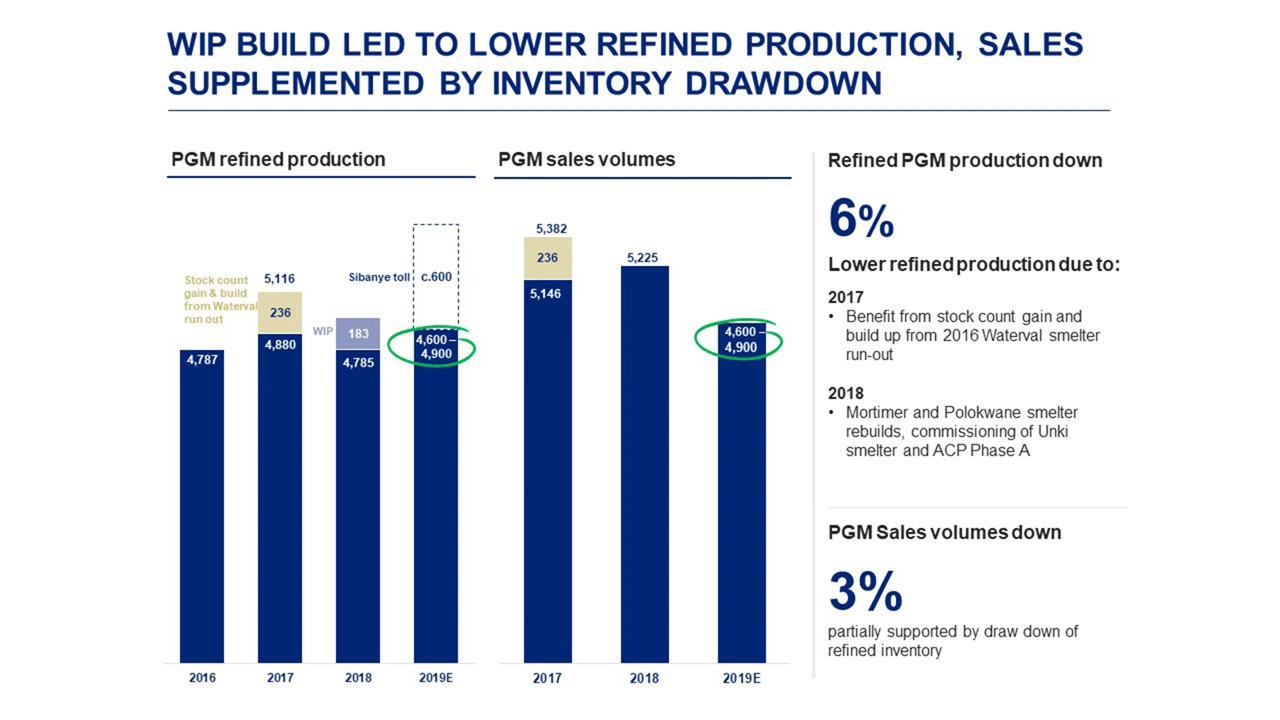 WIP BUILD LED TO LOWER REFINED PRODUCTION, SALES
SUPPLEMENTED BY INVENTORY DRAWDOWN
PGM refined production
Stock count
gain & build
from Waterval
run out
5,116
236
4,787
4,880
WIP
183
4,785
Sibanye toll
c.600
4,600 –
4,900
2016
2017
2018
2019E
PGM sales volumes
5,382
236
5,146
5,225
4,600 –
4,900
2017
2018
2019E
Refined PGM production down
6%
Lower refined production due to:
2017
• Benefit from stock count gain and
build up from 2016 Waterval smelter
run-out
2018
• Mortimer and Polokwane smelter
rebuilds, commissioning of Unki
smelter and ACP Phase A
PGM Sales volumes down
3%
partially supported by draw down of
refined inventory